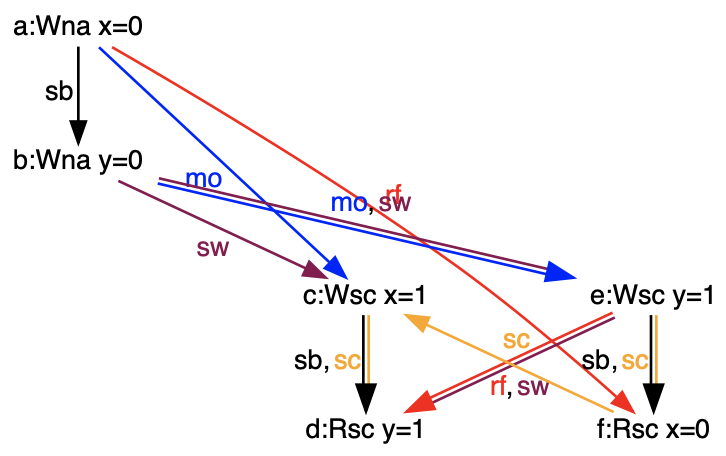 a:Wna x=0
sb
b:Wna y=0
mo
rf
mo, sw
sw
c:Wsc x=1
e:Wsc y=1
sc
sb, sc
sb, sc
rf, sw
d:Rsc y=1
f:Rsc x=0